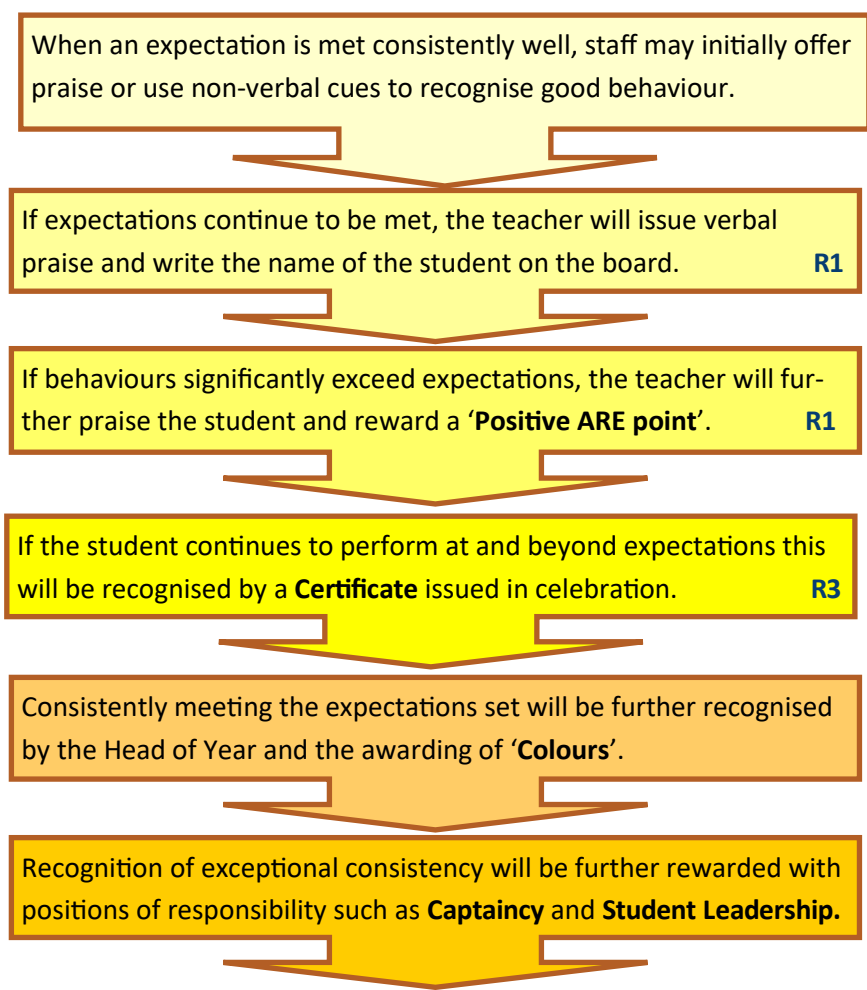 When an expectation is met consistently well, staff may initially offer
praise or use non-verbal cues to recognise good behaviour.
If expectations continue to be met, the teacher will issue verbal
praise and write the name of the student on the board. R1
If behaviours significantly exceed expectations, the teacher will fur-
ther praise the student and reward a ‘Positive ARE point’. R1
If the student continues to perform at and beyond expectations this
will be recognised by a Certificate issued in celebration. R3
Consistently meeting the expectations set will be further recognised
by the Head of Year and the awarding of ‘Colours’.
Recognition of exceptional consistency will be further rewarded with
positions of responsibility such as Captaincy and Student Leadership.